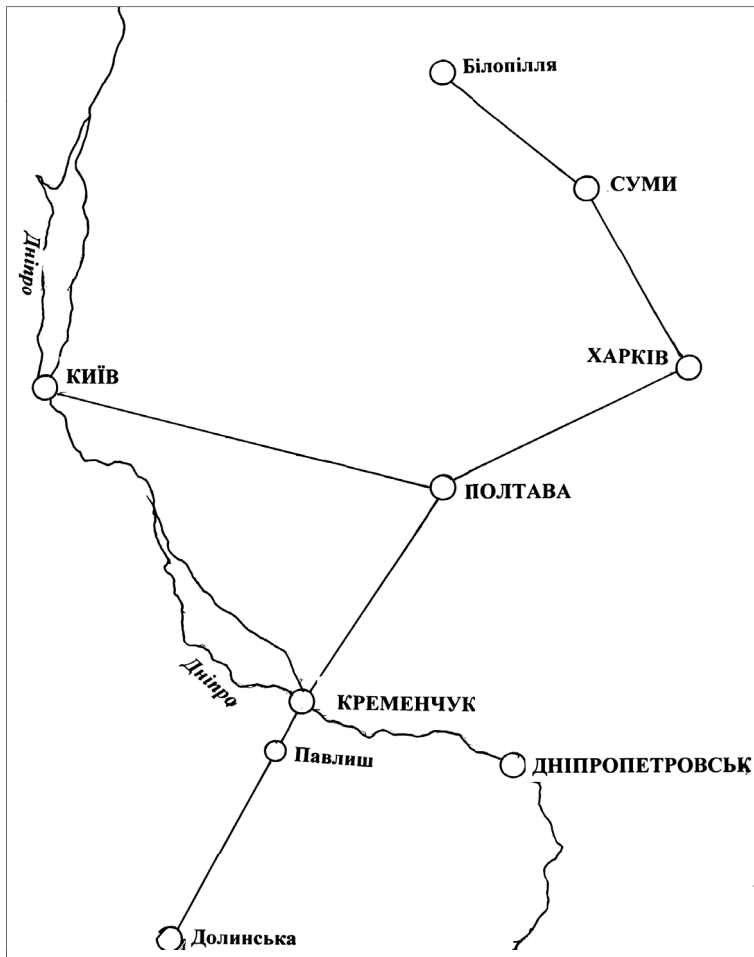 Білопілля
СУМИ
Дніпро
ХАРКІВ
КИЇВ
ПОЛТАВА
Дніпро
КРЕМЕНЧУК
Павлиш
ДНІПРОПЕТРОВСЬК
Долинська